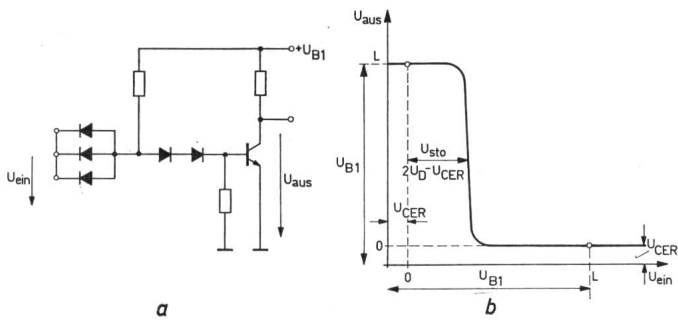 +U_B1
U_ein
U_aus
a
U_aus
L
U_B1
U_sto
2U_D-U_CER
U_CER
0
U_CER
0
U_B1
L
U_ein
b